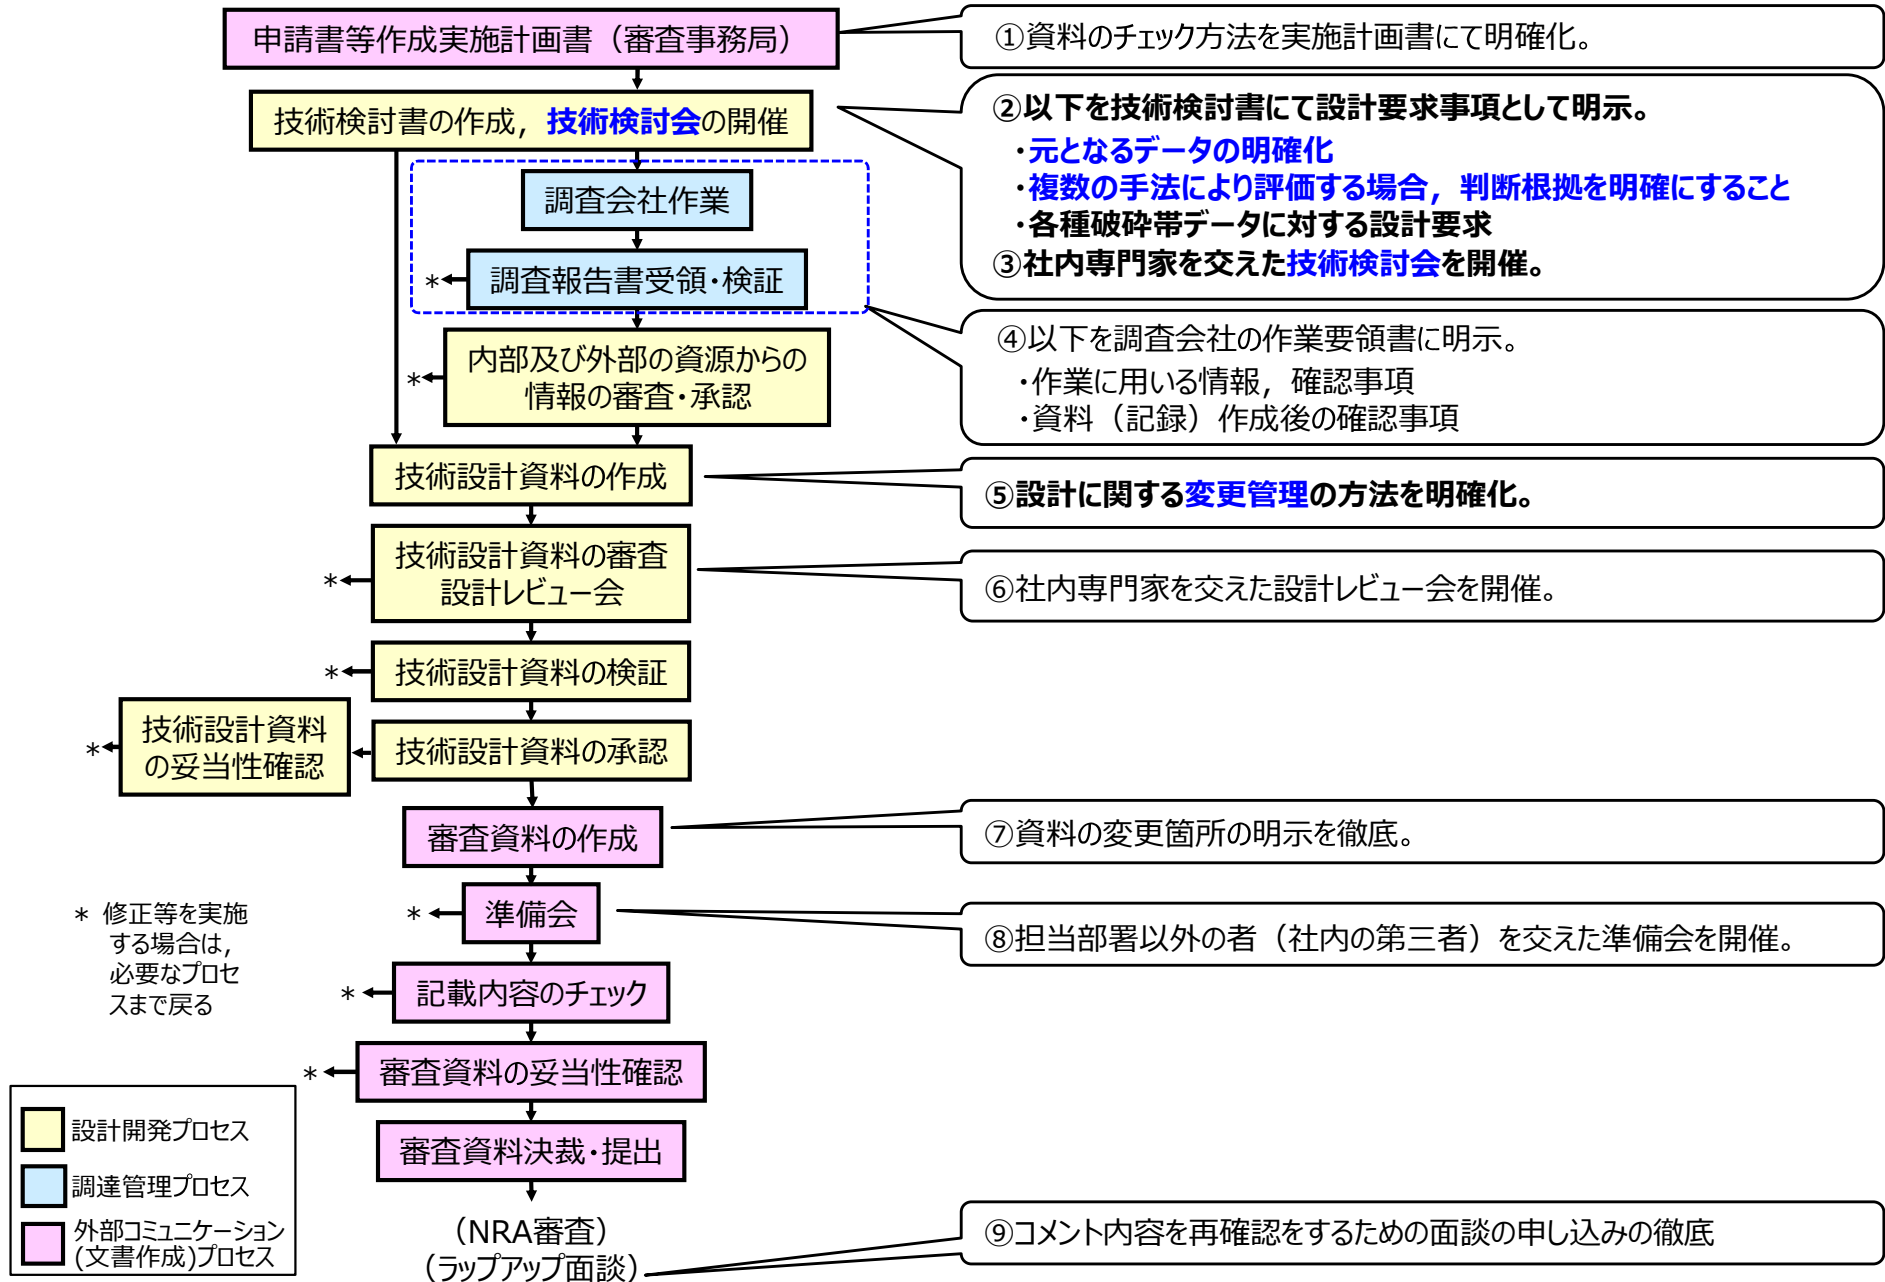 申請書等作成実施計画書（審査事務局）
①資料のチェック方法を実施計画書にて明確化。
技術検討書の作成，技術検討会の開催
②以下を技術検討書にて設計要求事項として明示。
・元となるデータの明確化
・複数の手法により評価する場合，判断根拠を明確にすること
・各種破砕帯データに対する設計要求
③社内専門家を交えた技術検討会を開催。
調査会社作業
＊
調査報告書受領・検証
④以下を調査会社の作業要領書に明示。
・作業に用いる情報，確認事項
・資料（記録）作成後の確認事項
＊
内部及び外部の資源からの
情報の審査・承認
技術設計資料の作成
⑤設計に関する変更管理の方法を明確化。
＊
技術設計資料の審査
設計レビュー会
⑥社内専門家を交えた設計レビュー会を開催。
＊
技術設計資料の検証
＊
技術設計資料
の妥当性確認
技術設計資料の承認
審査資料の作成
⑦資料の変更箇所の明示を徹底。
＊
準備会
⑧担当部署以外の者（社内の第三者）を交えた準備会を開催。
＊ 修正等を実施
する場合は，
必要なプロセ
スまで戻る
＊
記載内容のチェック
＊
審査資料の妥当性確認
審査資料決裁・提出
設計開発プロセス
調達管理プロセス
外部コミュニケーション
(文書作成)プロセス
（NRA審査）
（ラップアップ面談）
⑨コメント内容を再確認をするための面談の申し込みの徹底